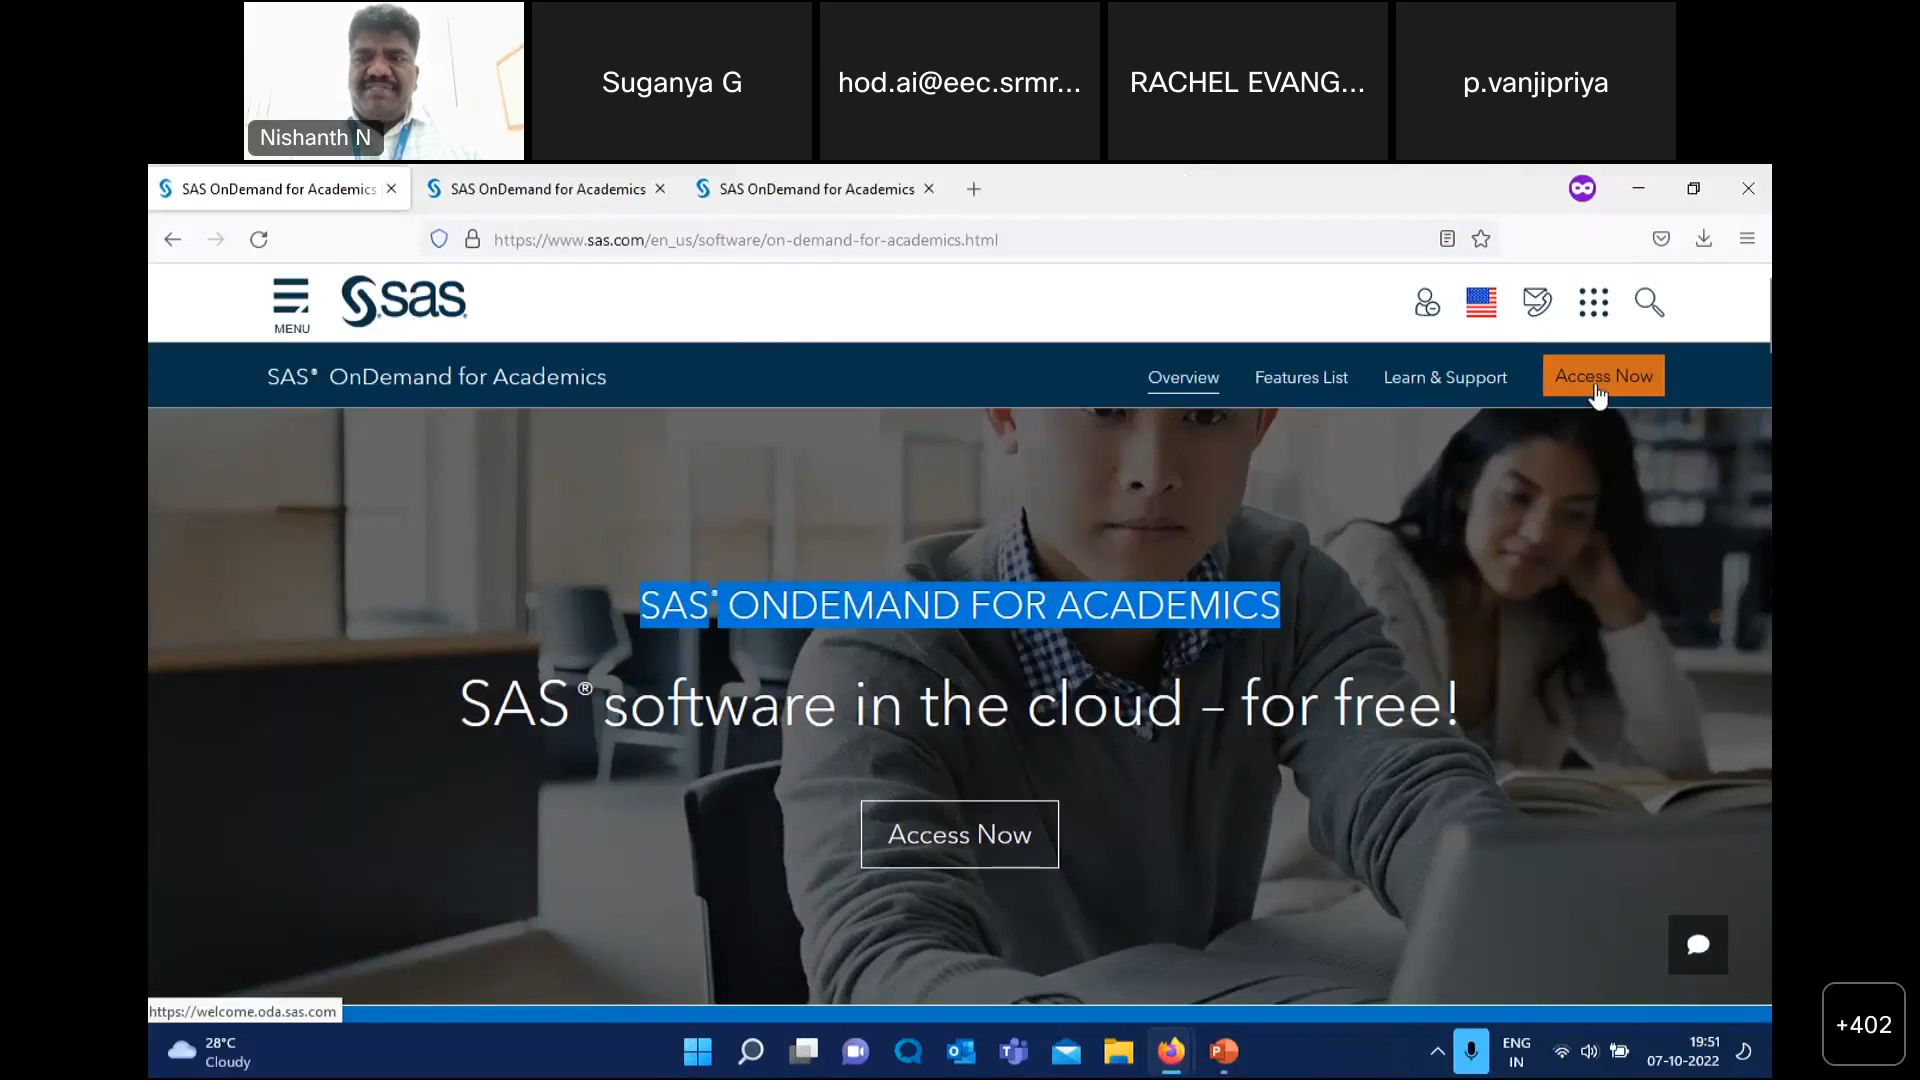 Nishanth N
Suganya G
hod.ai@eec.srmr...
RACHEL EVANG...
p.vanjipriya
SAS OnDemand for Academics
SAS OnDemand for Academics
SAS OnDemand for Academics
https://www.sas.com/en_us/software/on-demand-for-academics.html
MENU
sas
SAS® OnDemand for Academics
Overview
Features List
Learn & Support
Access Now
SAS® ONDEMAND FOR ACADEMICS
SAS® software in the cloud – for free!
Access Now
https://welcome.oda.sas.com
28°C
Cloudy
ENG
IN
19:51
07-10-2022
+402